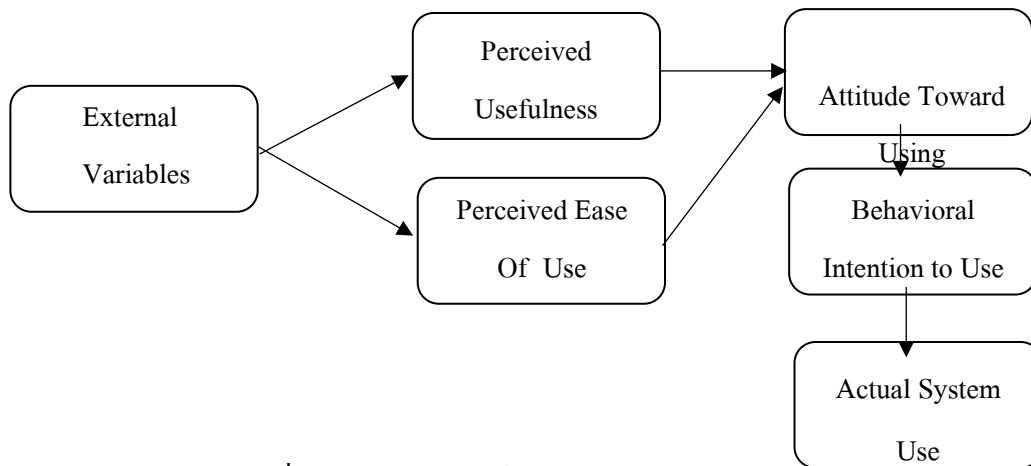 External
Variables
Perceived
Usefulness
Perceived Ease
Of Use
Attitude Toward
Using
Behavioral
Intention to Use
Actual System
Use